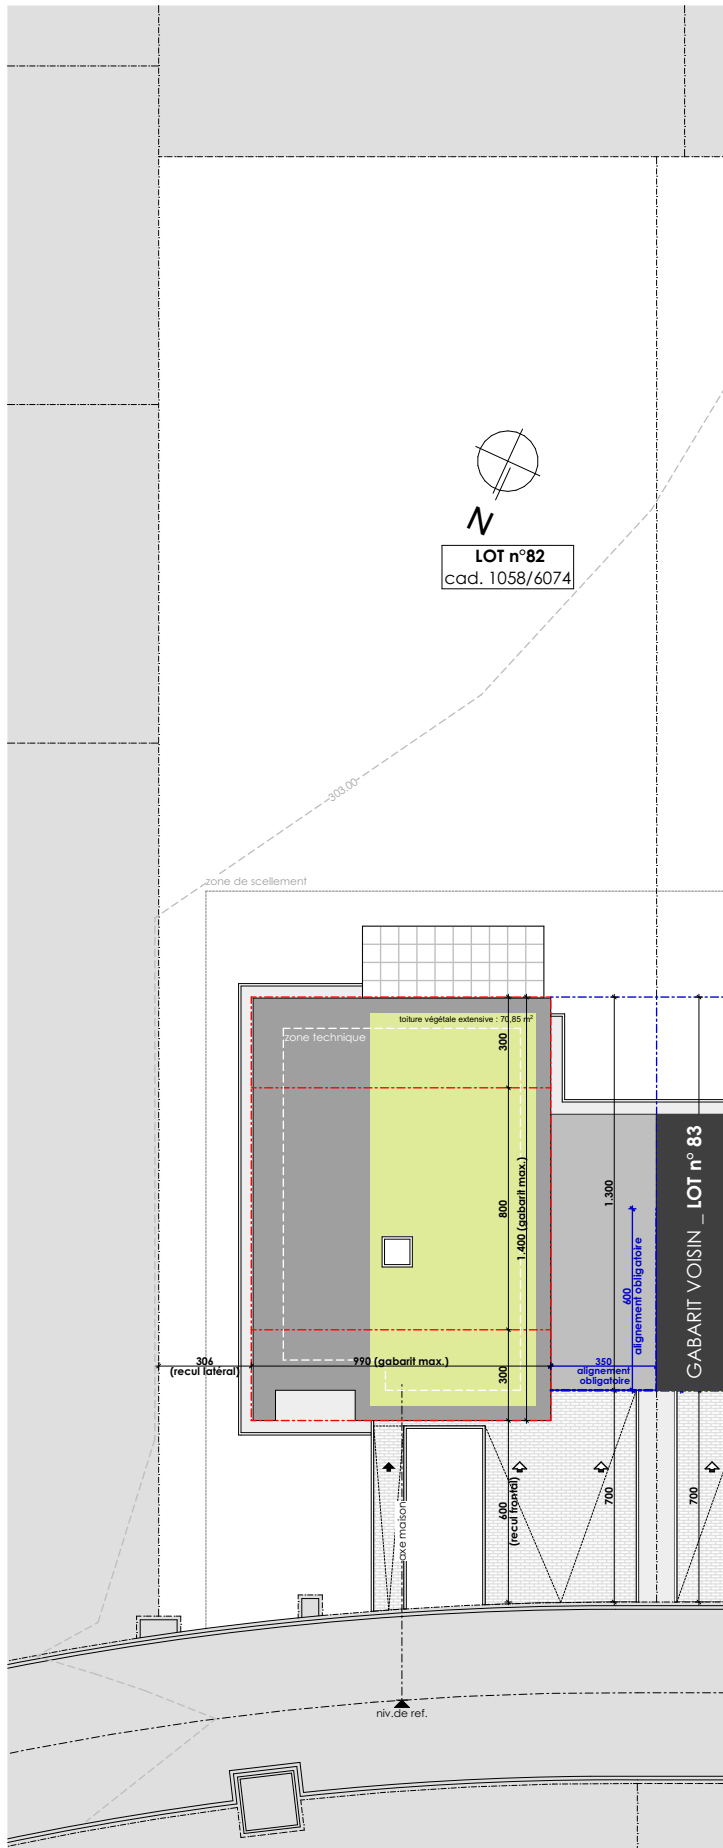 N
LOT n°82
cad. 1058/6074
303.00
zone de scellement
toiture végétale extensive : 70,85 m²
zone technique
300
800
1.400 (gabarit max.)
1.300
600
alignement obligatoire
GABARIT VOISIN _ LOT n° 83
306
(recul latéral)
990 (gabarit max.)
300
350
alignement
obligatoire
600
(recul frontal)
700
700
axe maison
niv.de ref.